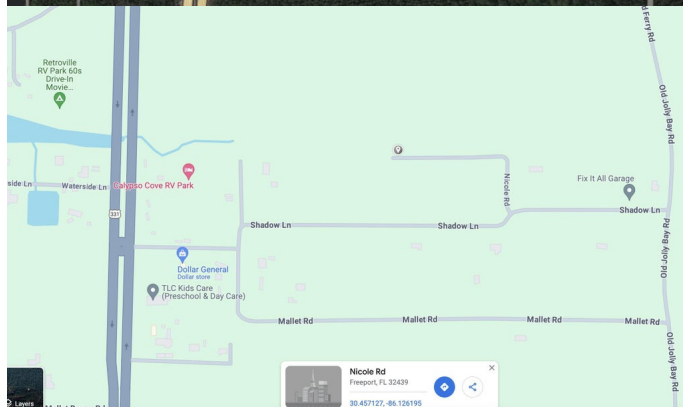 d Ferry Rd
Retroville
RV Park 60s
Drive-In
Movie...
Old Jolly Bay Rd
side Ln
Waterside Ln
Calypso Cove RV Park
Nicole Rd
Fix It All Garage
331
Shadow Ln
Shadow Ln
Shadow Ln
Dollar General
Dollar store
Old Jolly Bay Rd
TLC Kids Care
(Preschool & Day Care)
Mallet Rd
Mallet Rd
Mallet Rd
Old Jolly Bay Rd
Nicole Rd
Freeport, FL 32439
30.457127, -86.126195
Layers